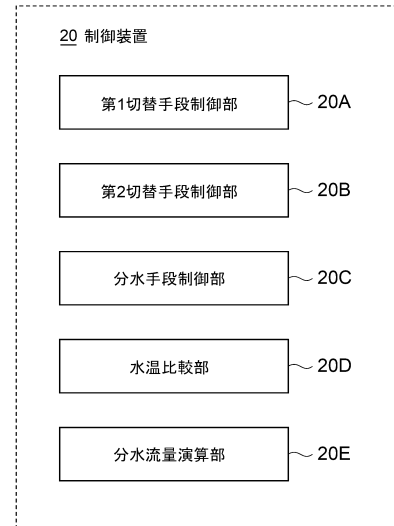 20 制御装置
第1切替手段制御部 20A
第2切替手段制御部 20B
分水手段制御部 20C
水温比較部 20D
分水流量演算部 20E